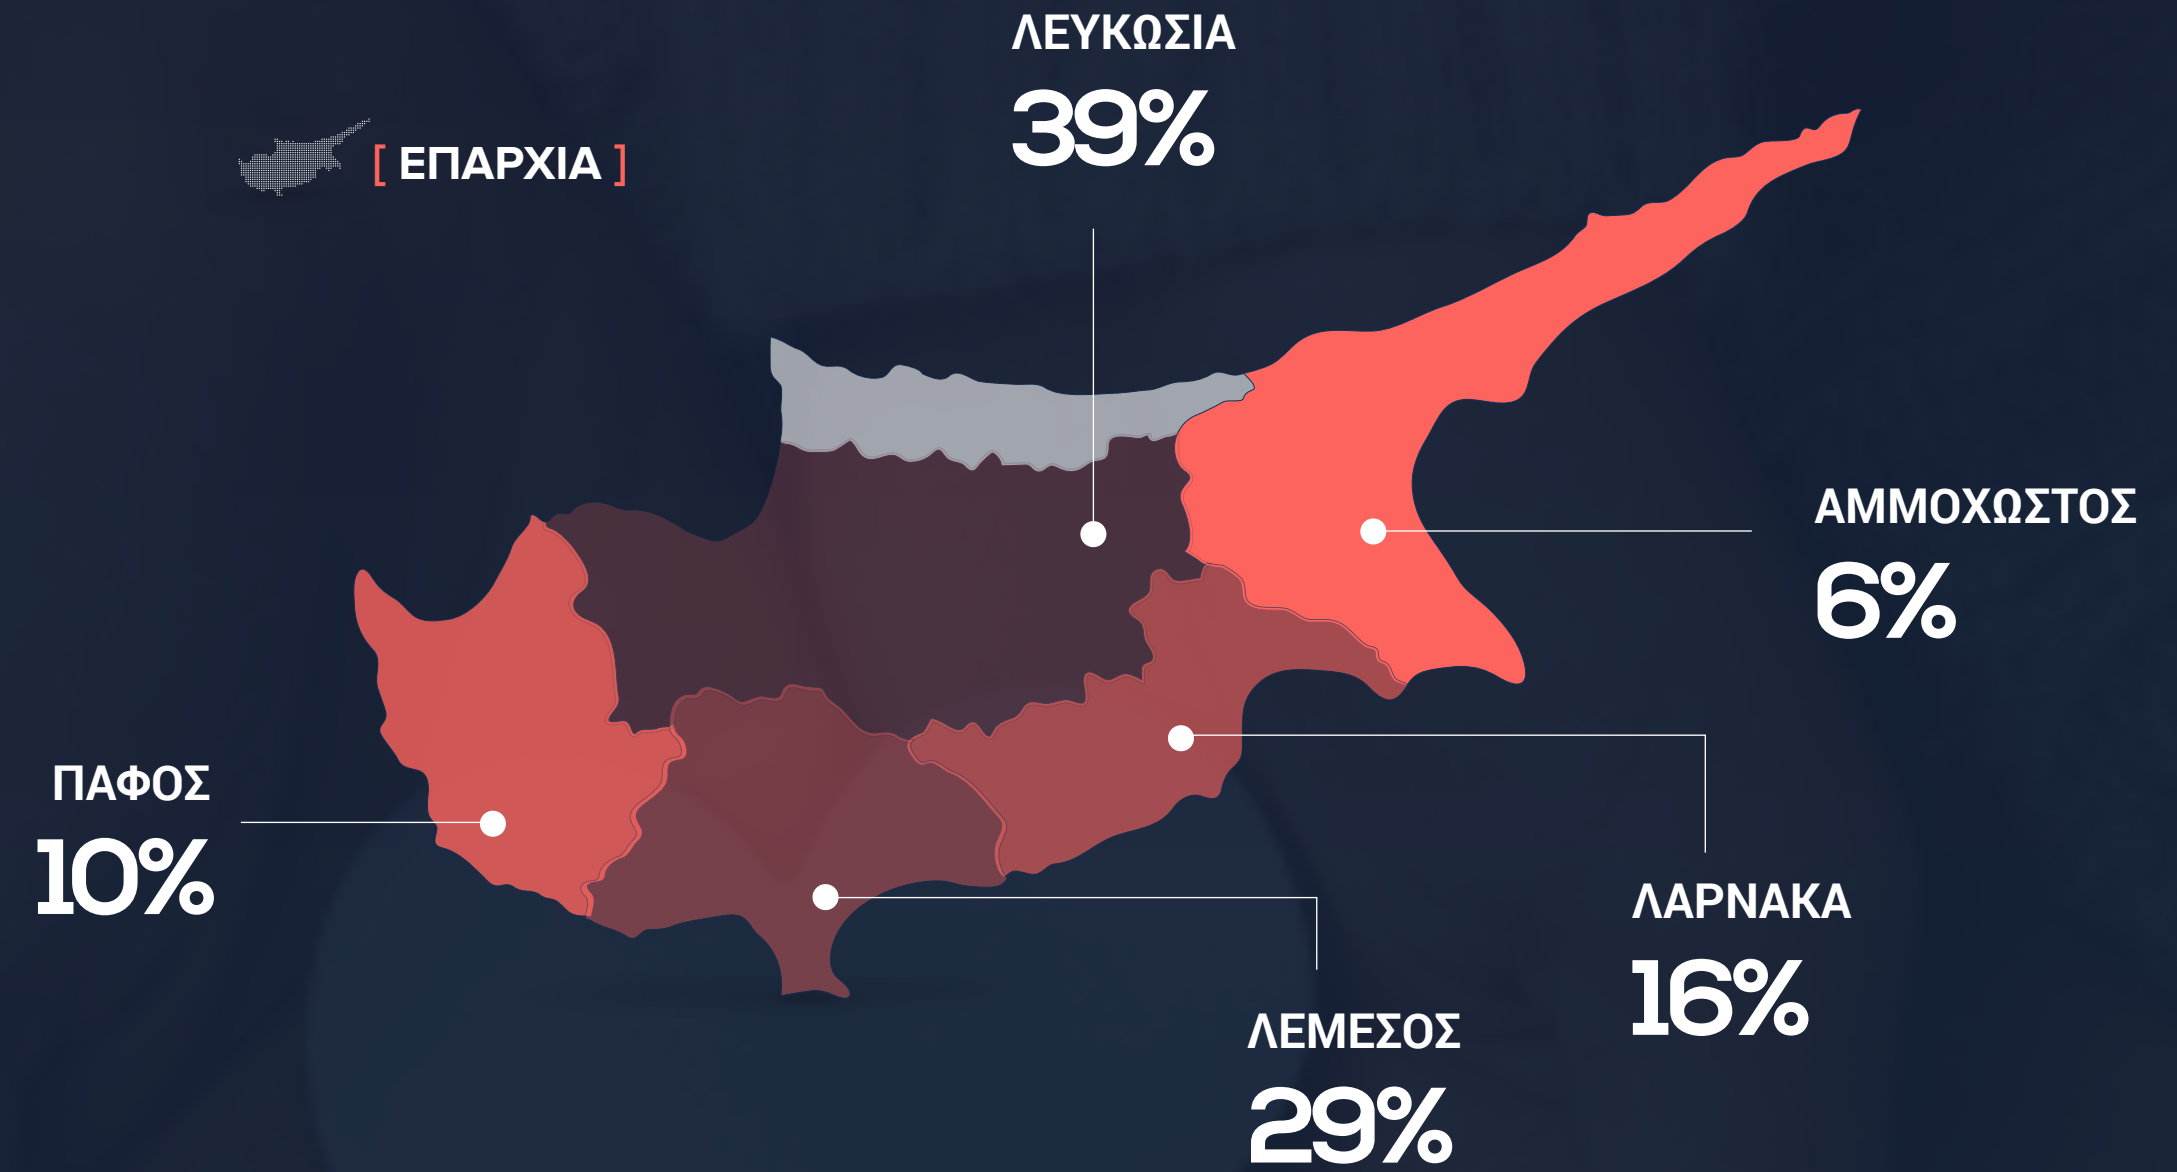 ΛΕΥΚΩΣΙΑ
39%
[ ΕΠΑΡΧΙΑ ]
ΑΜΜΟΧΩΣΤΟΣ
6%
ΠΑΦΟΣ
10%
ΛΑΡΝΑΚΑ
16%
ΛΕΜΕΣΟΣ
29%